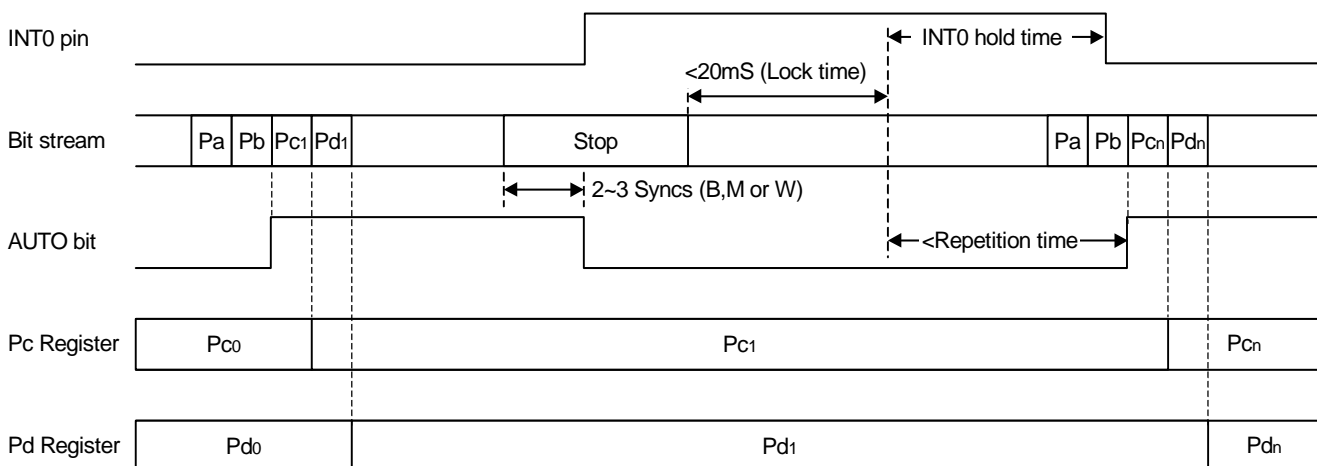 INT0 pin
INT0 hold time
<20mS (Lock time)
Bit stream
Pa Pb Pc1 Pd1 Stop Pa Pb Pcn Pdn
2~3 Syncs (B,M or W)
AUTO bit
<Repetition time
Pc Register Pc0 Pc1 Pcn
Pd Register Pd0 Pd1 Pdn